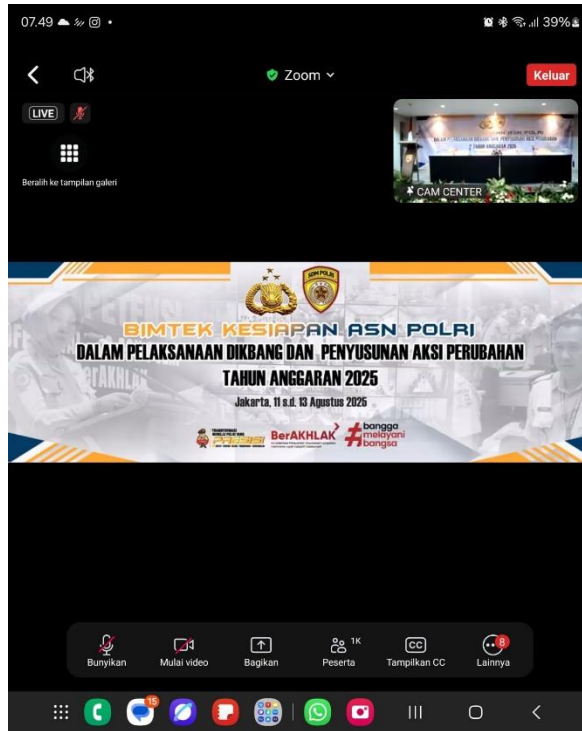 07.49
39%
Zoom
Keluar
LIVE
Beralih ke tampilan galeri
CAM CENTER
SDM POLRI
BIMTEK KESIAPAN ASN POLRI
DALAM PELAKSANAAN DIKBANG DAN PENYUSUNAN AKSI PERUBAHAN
TAHUN ANGGARAN 2025
Jakarta, 11 s.d. 13 Agustus 2025
PRESISI
BerAKHLAK
#bangga
melayani
bangsa
8
1K
CC
Bunyikan
Mulai video
Bagikan
Peserta
Tampilkan CC
Lainnya
15